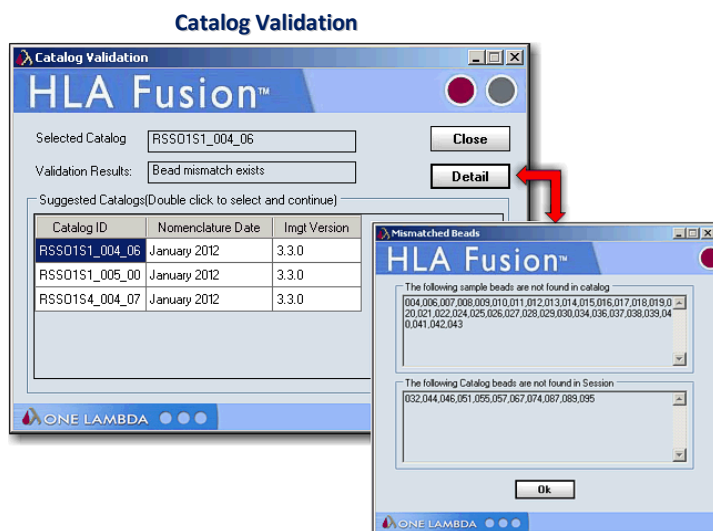 Catalog Validation
Catalog Validation
HLA Fusion™
Selected Catalog RSSO1S1_004_06 Close
Validation Results: Bead mismatch exists Detail
Suggested Catalogs(Double click to select and continue)
Catalog ID Nomenclature Date Imgt Version
RSSO1S1_004_06 January 2012 3.3.0
RSSO1S1_005_00 January 2012 3.3.0
RSSO1S4_004_07 January 2012 3.3.0
ONE LAMBDA
Mismatched Beads
HLA Fusion™
The following sample beads are not found in catalog
004,006,007,008,009,010,011,012,013,014,015,016,017,018,019,0
20,021,022,024,025,026,027,028,029,030,034,036,037,038,039,04
0,041,042,043
The following Catalog beads are not found in Session
032,044,046,051,055,057,067,074,087,089,095
Ok
ONE LAMBDA